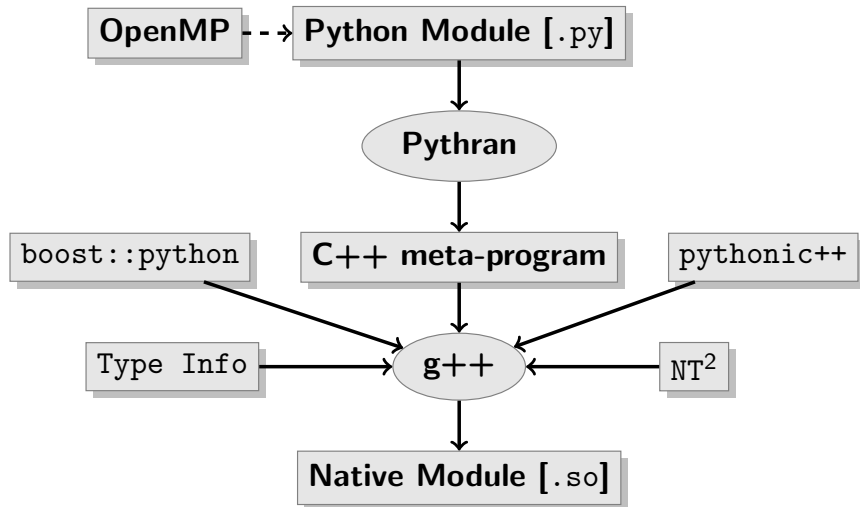 OpenMP
Python Module [.py]
Pythran
boost::python
C++ meta-program
pythonic++
Type Info
g++
NT²
Native Module [.so]